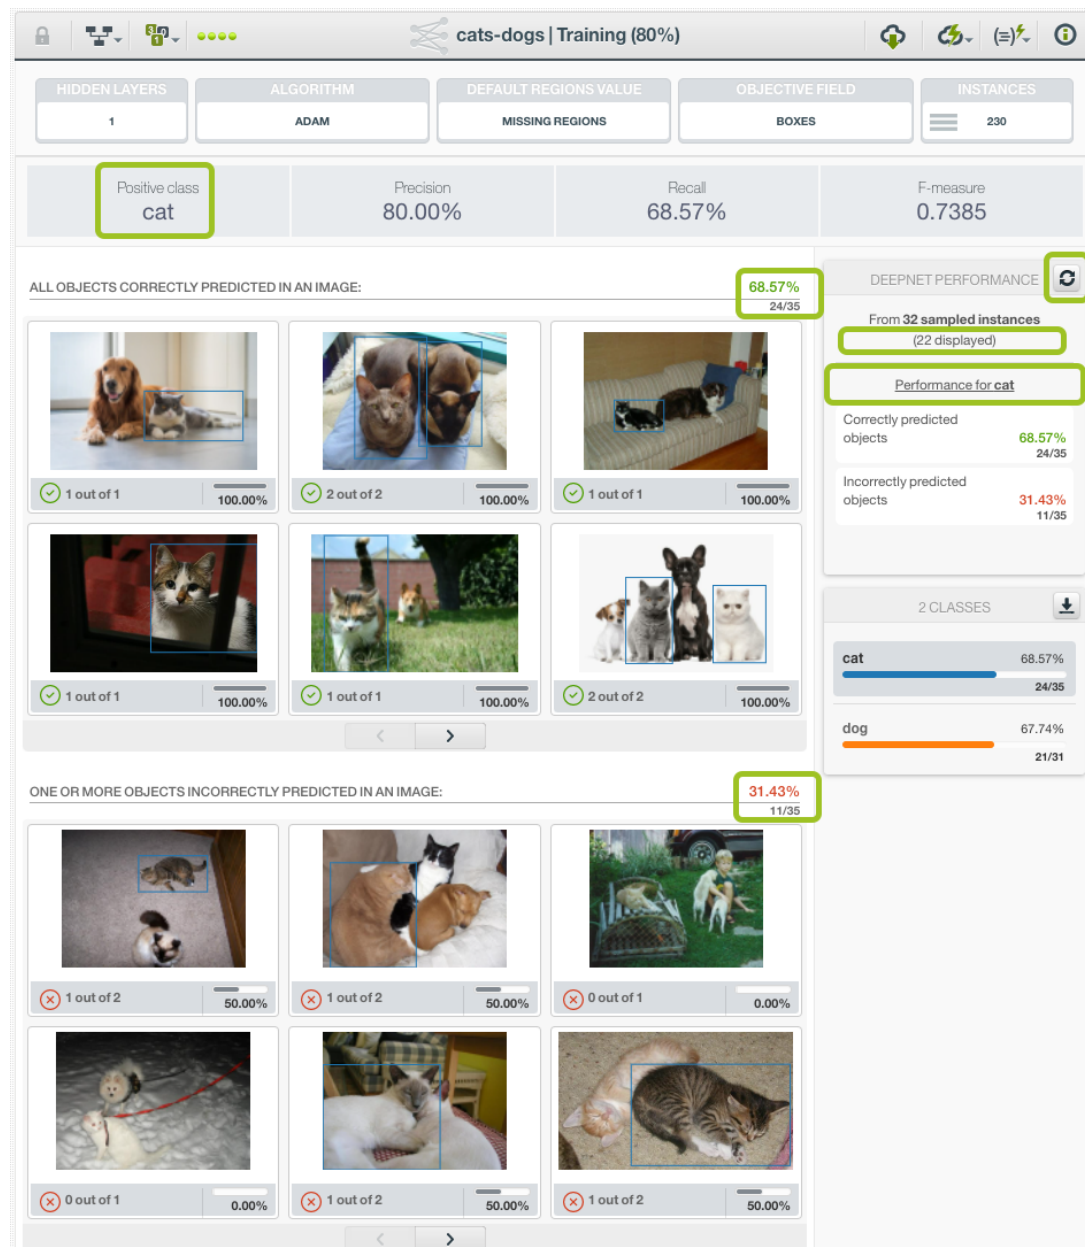 cats-dogs | Training (80%)
HIDDEN LAYERS
1
ALGORITHM
ADAM
DEFAULT REGIONS VALUE
MISSING REGIONS
OBJECTIVE FIELD
BOXES
INSTANCES
230
Positive class
cat
Precision
80.00%
Recall
68.57%
F-measure
0.7385
ALL OBJECTS CORRECTLY PREDICTED IN AN IMAGE:
68.57%
24/35
1 out of 1
100.00%
2 out of 2
100.00%
1 out of 1
100.00%
1 out of 1
100.00%
1 out of 1
100.00%
2 out of 2
100.00%
ONE OR MORE OBJECTS INCORRECTLY PREDICTED IN AN IMAGE:
31.43%
11/35
1 out of 2
50.00%
1 out of 2
50.00%
0 out of 1
0.00%
0 out of 1
0.00%
1 out of 2
50.00%
1 out of 2
50.00%
DEEPNET PERFORMANCE
From 32 sampled instances
(22 displayed)
Performance for cat
Correctly predicted
objects
68.57%
24/35
Incorrectly predicted
objects
31.43%
11/35
2 CLASSES
cat
68.57%
24/35
dog
67.74%
21/31